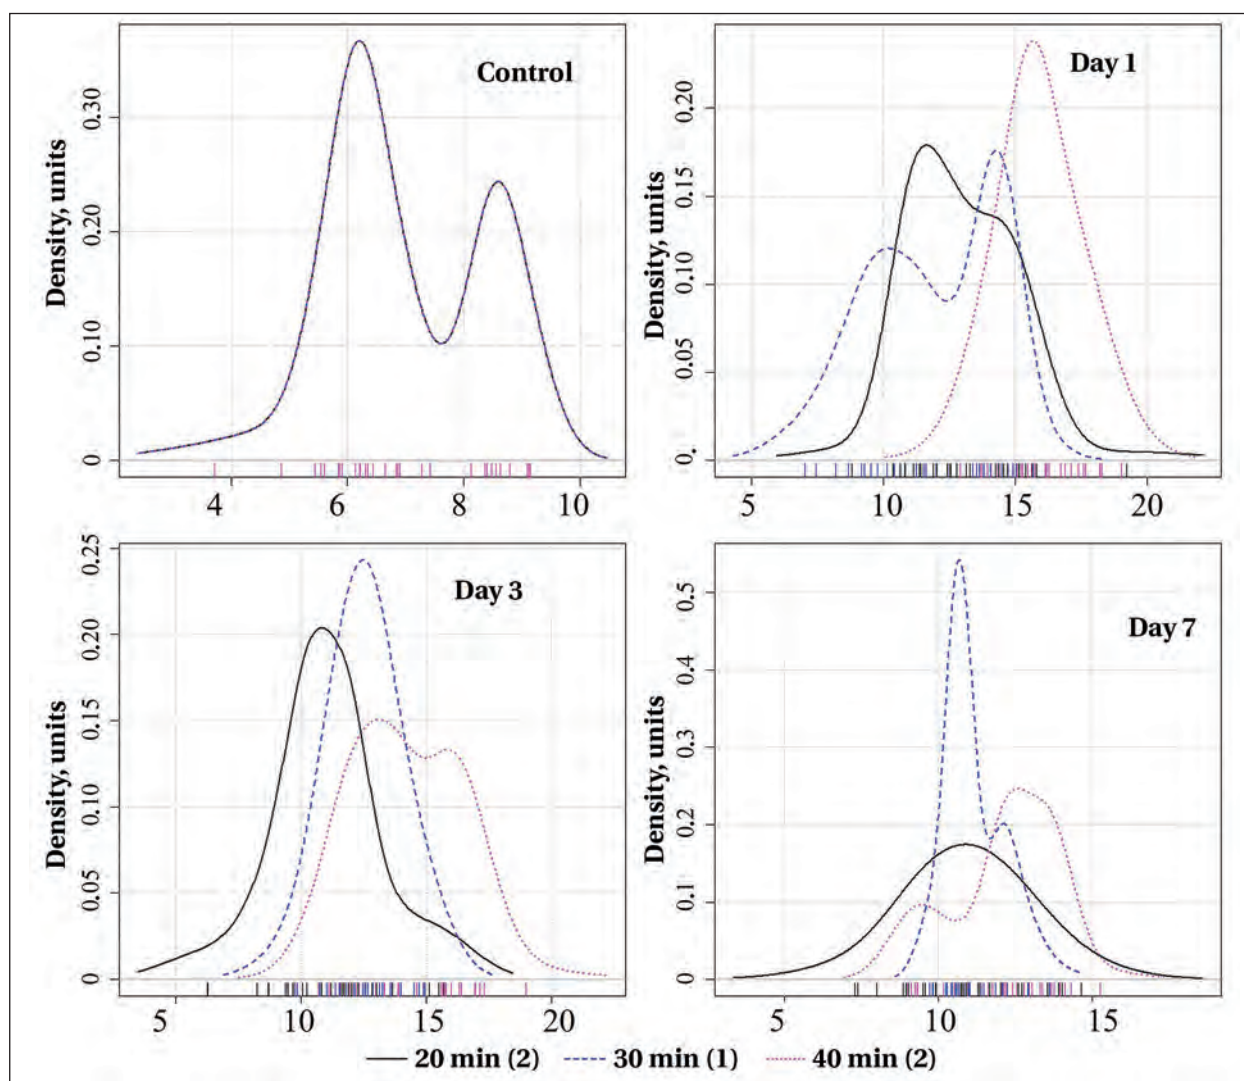 Control
Density, units
0.30
0.20
0.10
0
4 6 8 10
Day 1
Density, units
0.20
0.15
0.10
0.05
0.
5 10 15 20
Day 3
Density, units
0.25
0.20
0.15
0.10
0.05
0
5 10 15 20
Day 7
Density, units
0.5
0.4
0.3
0.2
0.1
0
5 10 15
20 min (2) 30 min (1) 40 min (2)